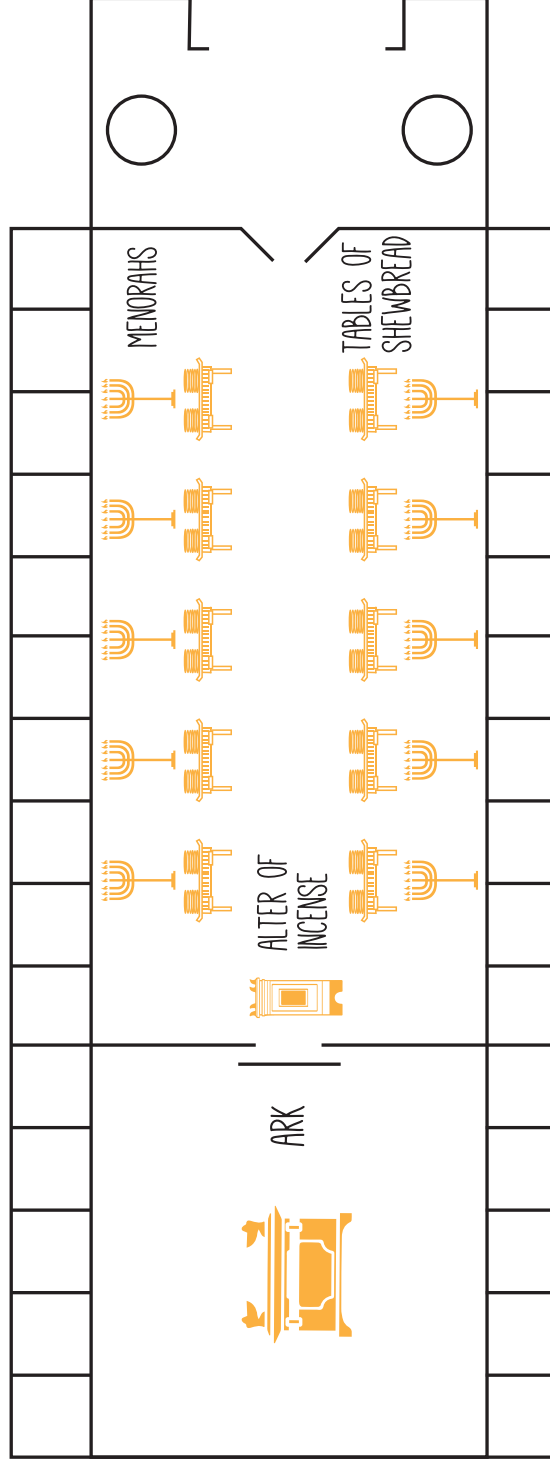 MENORAHS
TABLES OF
SHEWBREAD
ALTER OF
INCENSE
ARK